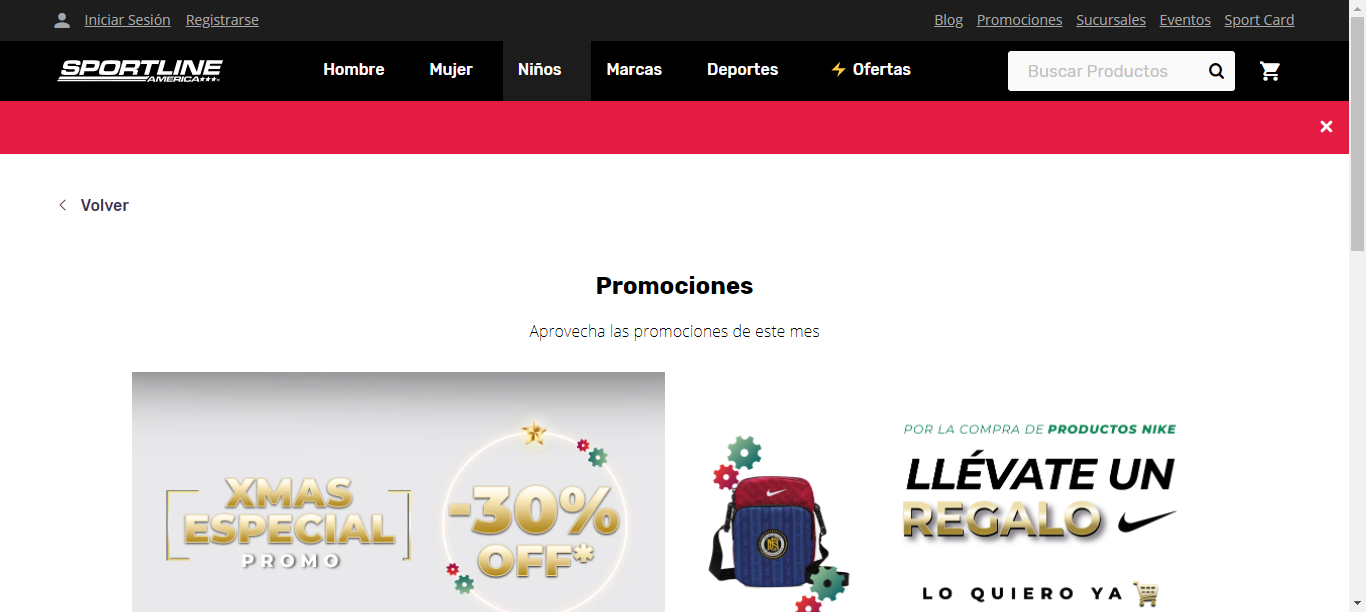 Iniciar Sesión Registrarse Blog Promociones Sucursales Eventos Sport Card
SPORTLINE
AMERICA
Hombre Mujer Niños Marcas Deportes Ofertas Buscar Productos
Volver
Promociones
Aprovecha las promociones de este mes
XMAS
ESPECIAL
PROMO
-30%
OFF*
POR LA COMPRA DE PRODUCTOS NIKE
LLÉVATE UN
REGALO
LO QUIERO YA